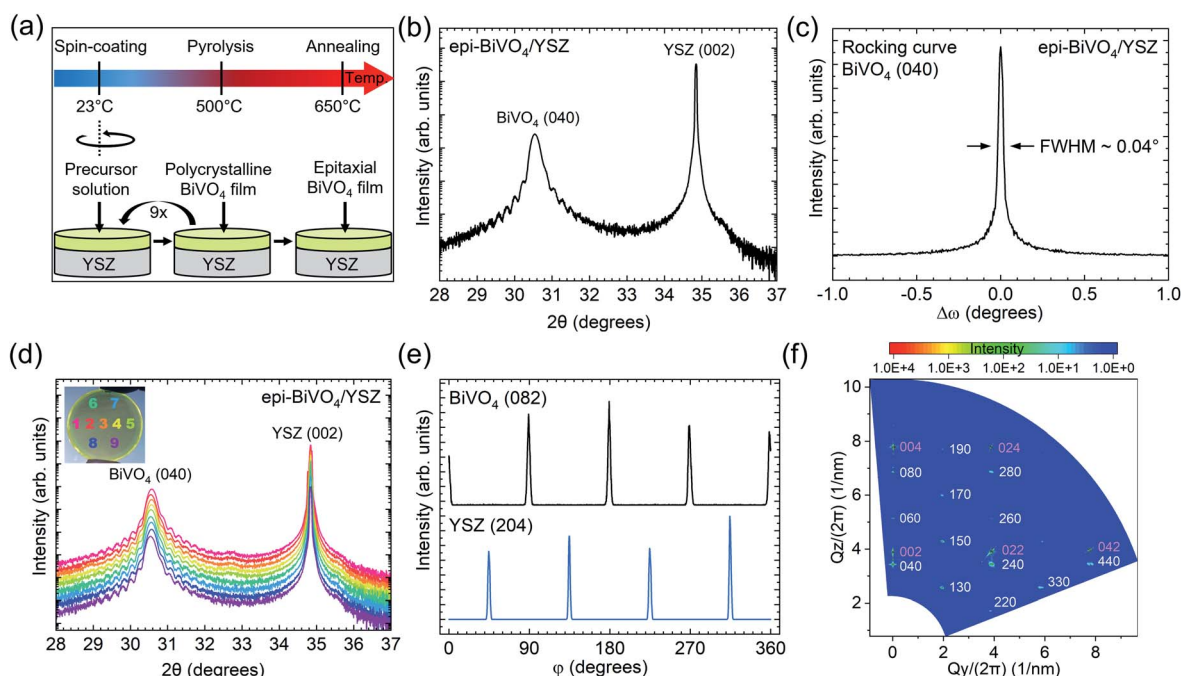 (a)
Spin-coating Pyrolysis Annealing
Temp
23°C 500°C 650°C
Precursor solution
Polycrystalline BiVO₄ film
Epitaxial BiVO₄ film
9x
YSZ YSZ YSZ
(b)
epi-BiVO₄/YSZ
YSZ (002)
BiVO₄ (040)
Intensity (arb. units)
28 29 30 31 32 33 34 35 36 37
2θ (degrees)
(c)
Rocking curve
BiVO₄ (040)
epi-BiVO₄/YSZ
FWHM ~ 0.04°
Intensity (arb. units)
-1.0 -0.5 0.0 0.5 1.0
Δω (degrees)
(d)
epi-BiVO₄/YSZ
YSZ (002)
6 7
1 2 3 4 5
8 9
BiVO₄ (040)
Intensity (arb. units)
28 29 30 31 32 33 34 35 36 37
2θ (degrees)
(e)
BiVO₄ (082)
YSZ (204)
Intensity (arb. units)
0 90 180 270 360
φ (degrees)
(f)
Intensity
1.0E+4 1.0E+3 1.0E+2 1.0E+1 1.0E+0
Qz/(2π) (1/nm)
10
8
6
4
2
004 190 024
080 280
170
060 260
150
002 022 042
040 240 440
130 330
220
2 4 6 8
0
Qy/(2π) (1/nm)